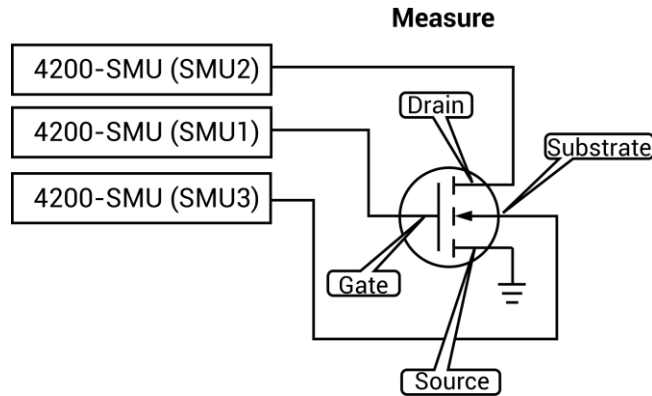 Measure
4200-SMU (SMU2)
Drain
4200-SMU (SMU1)
Substrate
4200-SMU (SMU3)
Gate
Source